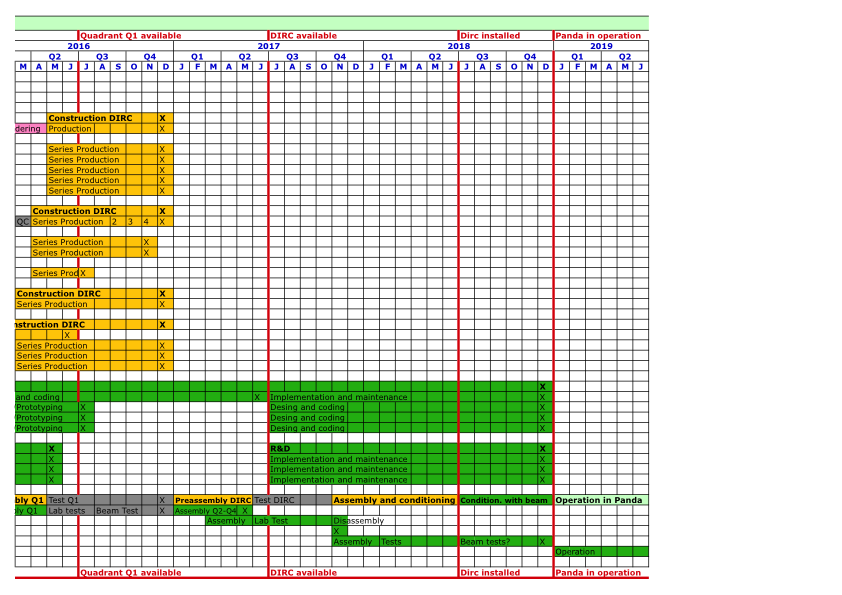 Quadrant Q1 available DIRC available Dirc installed Panda in operation
2016 2017 2018 2019
Q2 Q3 Q4 Q1 Q2 Q3 Q4 Q1 Q2 Q3 Q4 Q1 Q2
M A M J J A S O N D J F M A M J J A S O N D J F M A M J J A S O N D J F M A M J
Construction DIRC X
dering Production X
Series Production X
Series Production X
Series Production X
Series Production X
Series Production X
Construction DIRC X
QC Series Production 2 3 4 X
Series Production X
Series Production X
Series Prod X
Construction DIRC X
Series Production X
nstruction DIRC X
X
Series Production X
Series Production X
Series Production X
X
and coding X Implementation and maintenance X
Prototyping X Desing and coding X
Prototyping X Desing and coding X
Prototyping X Desing and coding X
X R&D X
X Implementation and maintenance X
X Implementation and maintenance X
X Implementation and maintenance X
bly Q1 Test Q1 X Preassembly DIRC Test DIRC Assembly and conditioning Condition. with beam Operation in Panda
ly Q1 Lab tests Beam Test X Assembly Q2-Q4 X
Assembly Lab Test Disassembly
X
Assembly Tests Beam tests? X
Operation
Quadrant Q1 available DIRC available Dirc installed Panda in operation